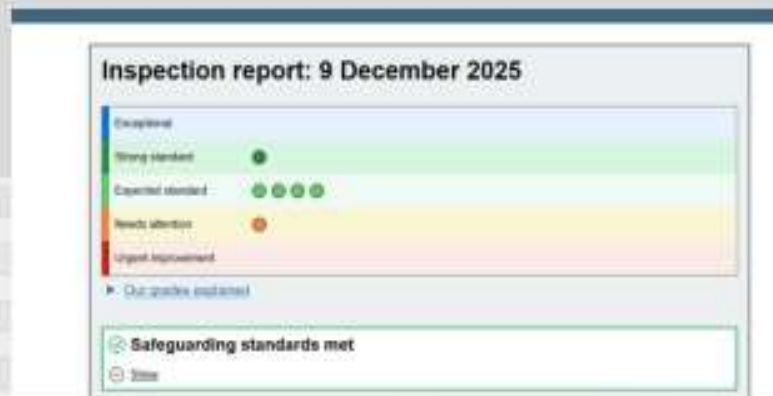 Inspection report: 9 December 2025
Exceptional
Strong standard
Expected standard
Needs attention
Urgent improvement
Our grades explained
Safeguarding standards met
Show